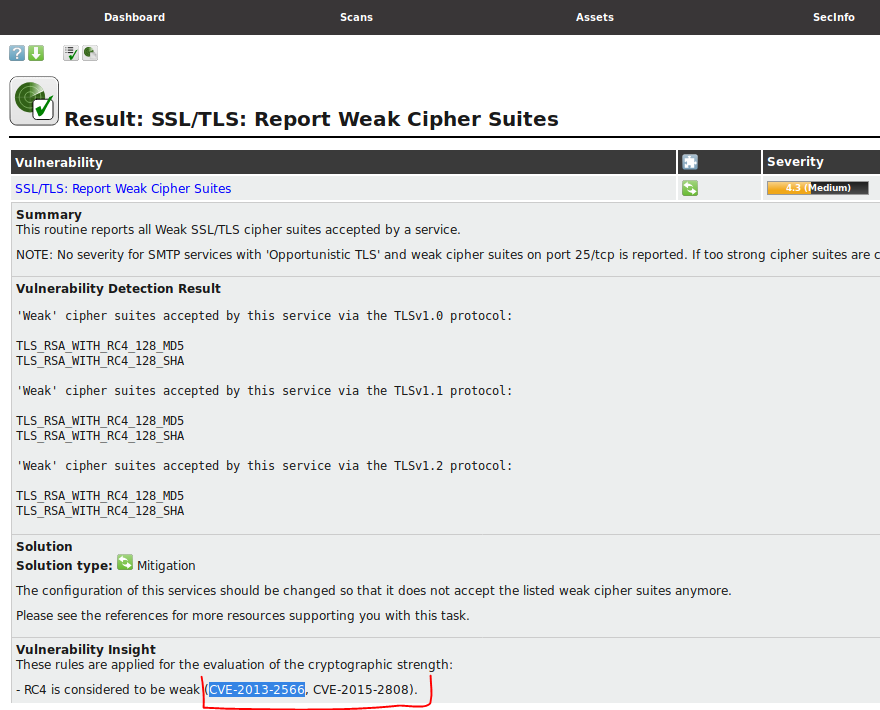 Dashboard Scans Assets SecInfo
Result: SSL/TLS: Report Weak Cipher Suites
Vulnerability Severity
SSL/TLS: Report Weak Cipher Suites 4.3 (Medium)
Summary
This routine reports all Weak SSL/TLS cipher suites accepted by a service.
NOTE: No severity for SMTP services with 'Opportunistic TLS' and weak cipher suites on port 25/tcp is reported. If too strong cipher suites are c
Vulnerability Detection Result
'Weak' cipher suites accepted by this service via the TLSv1.0 protocol:
TLS_RSA_WITH_RC4_128_MD5
TLS_RSA_WITH_RC4_128_SHA
'Weak' cipher suites accepted by this service via the TLSv1.1 protocol:
TLS_RSA_WITH_RC4_128_MD5
TLS_RSA_WITH_RC4_128_SHA
'Weak' cipher suites accepted by this service via the TLSv1.2 protocol:
TLS_RSA_WITH_RC4_128_MD5
TLS_RSA_WITH_RC4_128_SHA
Solution
Solution type: Mitigation
The configuration of this services should be changed so that it does not accept the listed weak cipher suites anymore.
Please see the references for more resources supporting you with this task.
Vulnerability Insight
These rules are applied for the evaluation of the cryptographic strength:
- RC4 is considered to be weak (CVE-2013-2566, CVE-2015-2808).